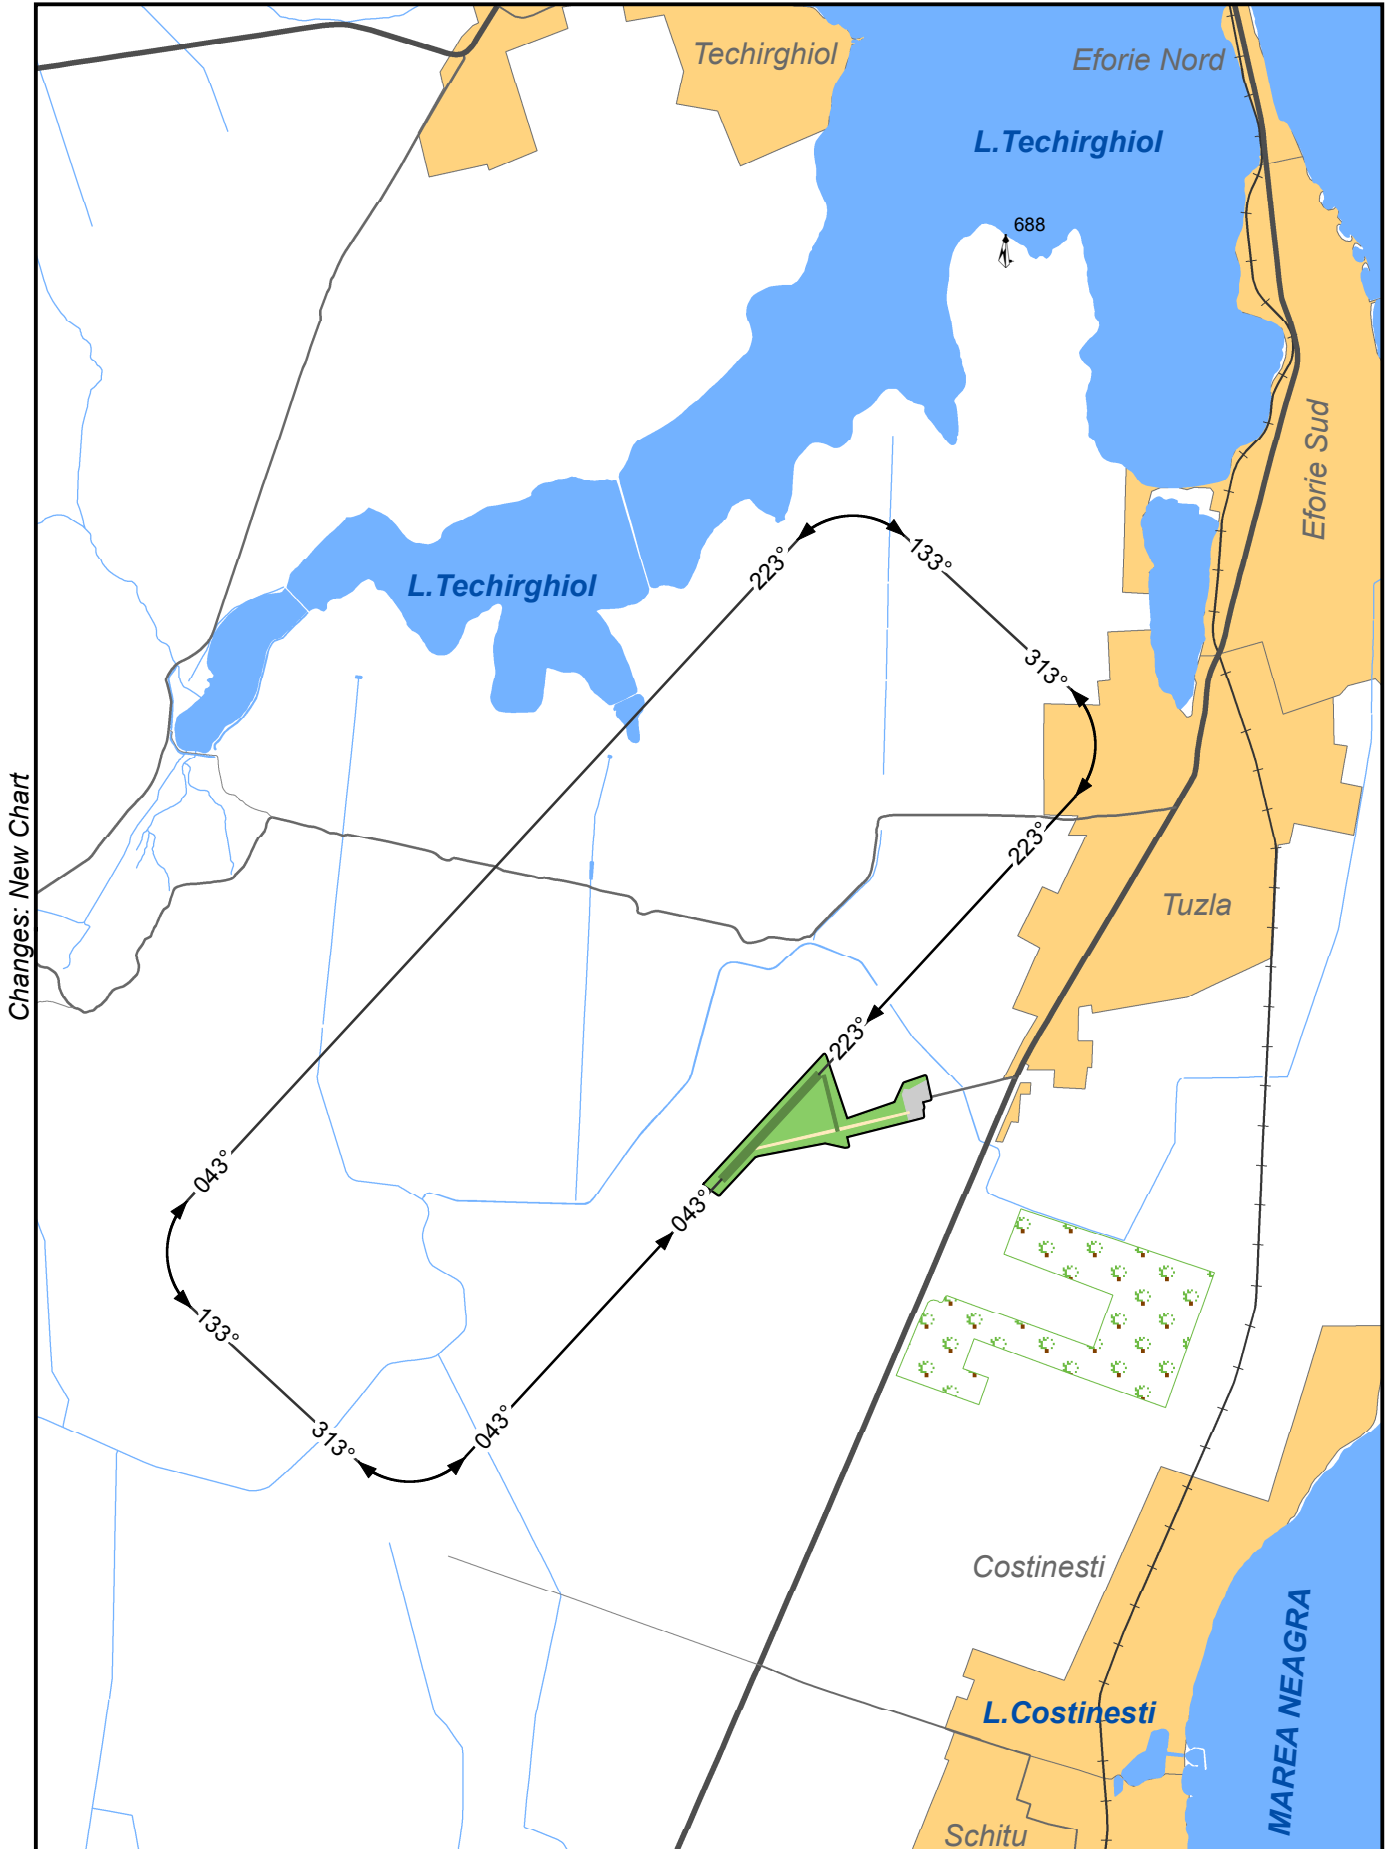 Techirghiol
Eforie Nord
L.Techirghiol
688
Eforie Sud
223°
133°
L.Techirghiol
313°
223°
Tuzla
Changes: New Chart
223°
043°
043°
133°
043°
313°
Costinesti
MAREA NEAGRA
L.Costinesti
Schitu